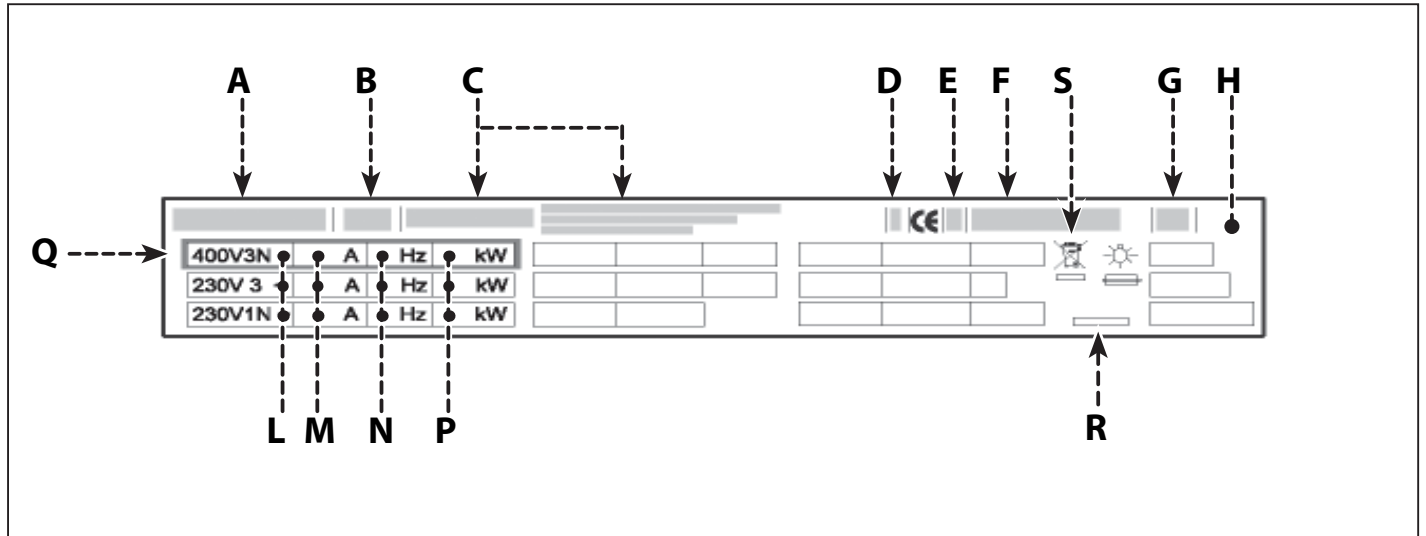 A B C D E F S G H
CE
Q
400V3N A Hz kW
230V 3 A Hz kW
230V1N A Hz kW
L M N P R